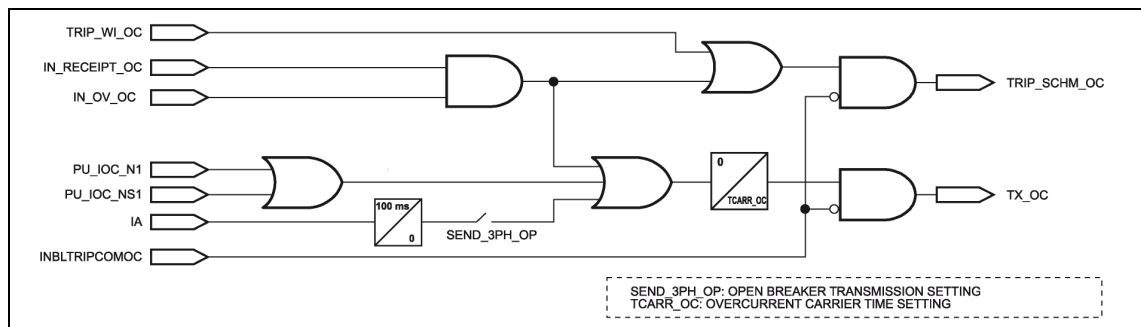 TRIP_WI_OC
IN_RECEIPT_OC
IN_OV_OC
TRIP_SCHM_OC
PU_IOC_N1
PU_IOC_NS1
IA
100 ms
0
SEND_3PH_OP
0
TCARR_OC
TX_OC
INBLTRIPCOMOC
SEND_3PH_OP: OPEN BREAKER TRANSMISSION SETTING
TCARR_OC: OVERCURRENT CARRIER TIME SETTING